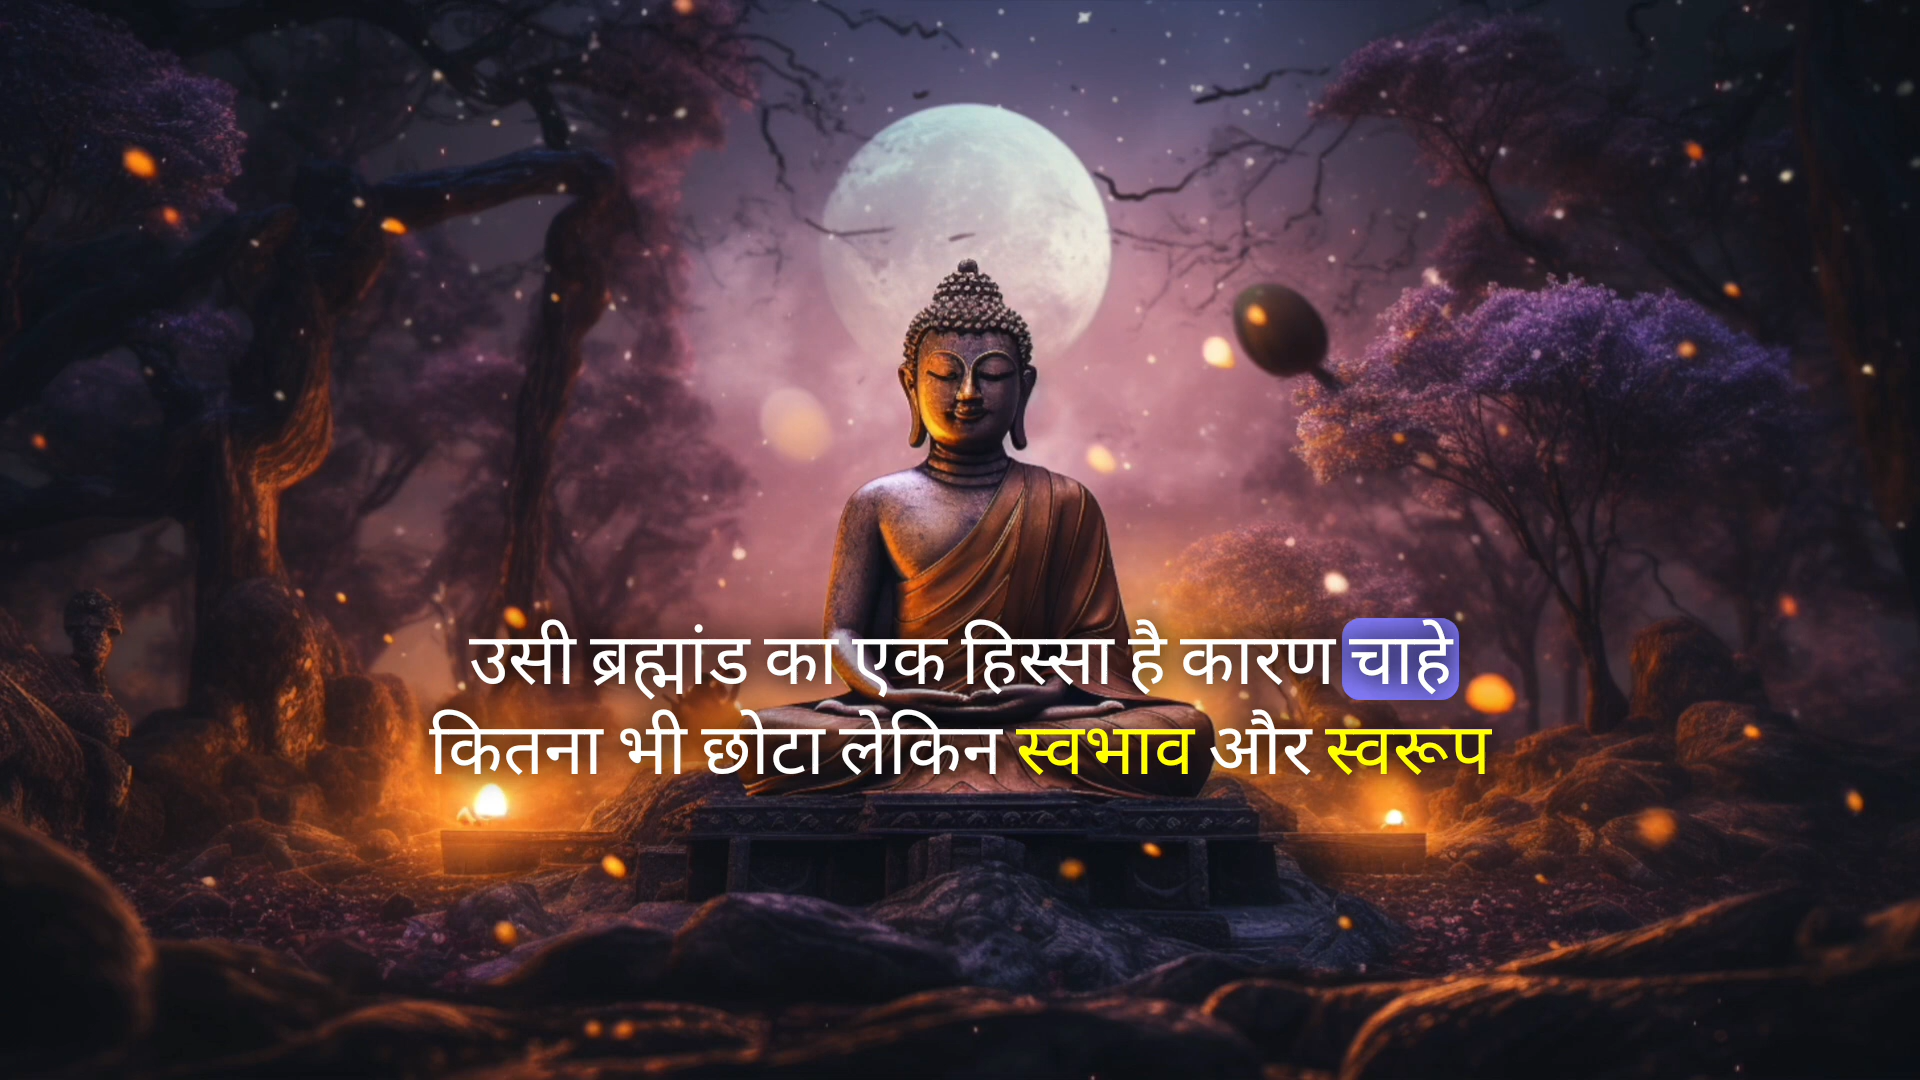 उसी ब्रह्मांड का एक हिस्सा है कारण चाहे
कितना भी छोटा लेकिन स्वभाव और स्वरूप